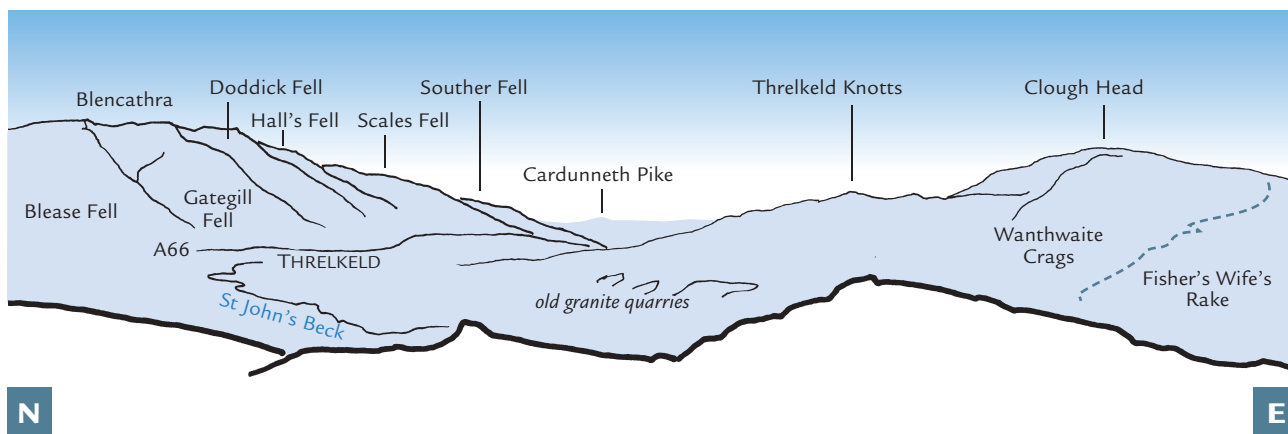 Blencathra
Doddick Fell
Hall's Fell
Scales Fell
Souther Fell
Cardunneth Pike
Threlkeld Knotts
Clough Head
Blease Fell
Gategill
Fell
A66
THRELKELD
St John's Beck
old granite quarries
Wanthwaite
Crags
Fisher's Wife's
Rake
N
E